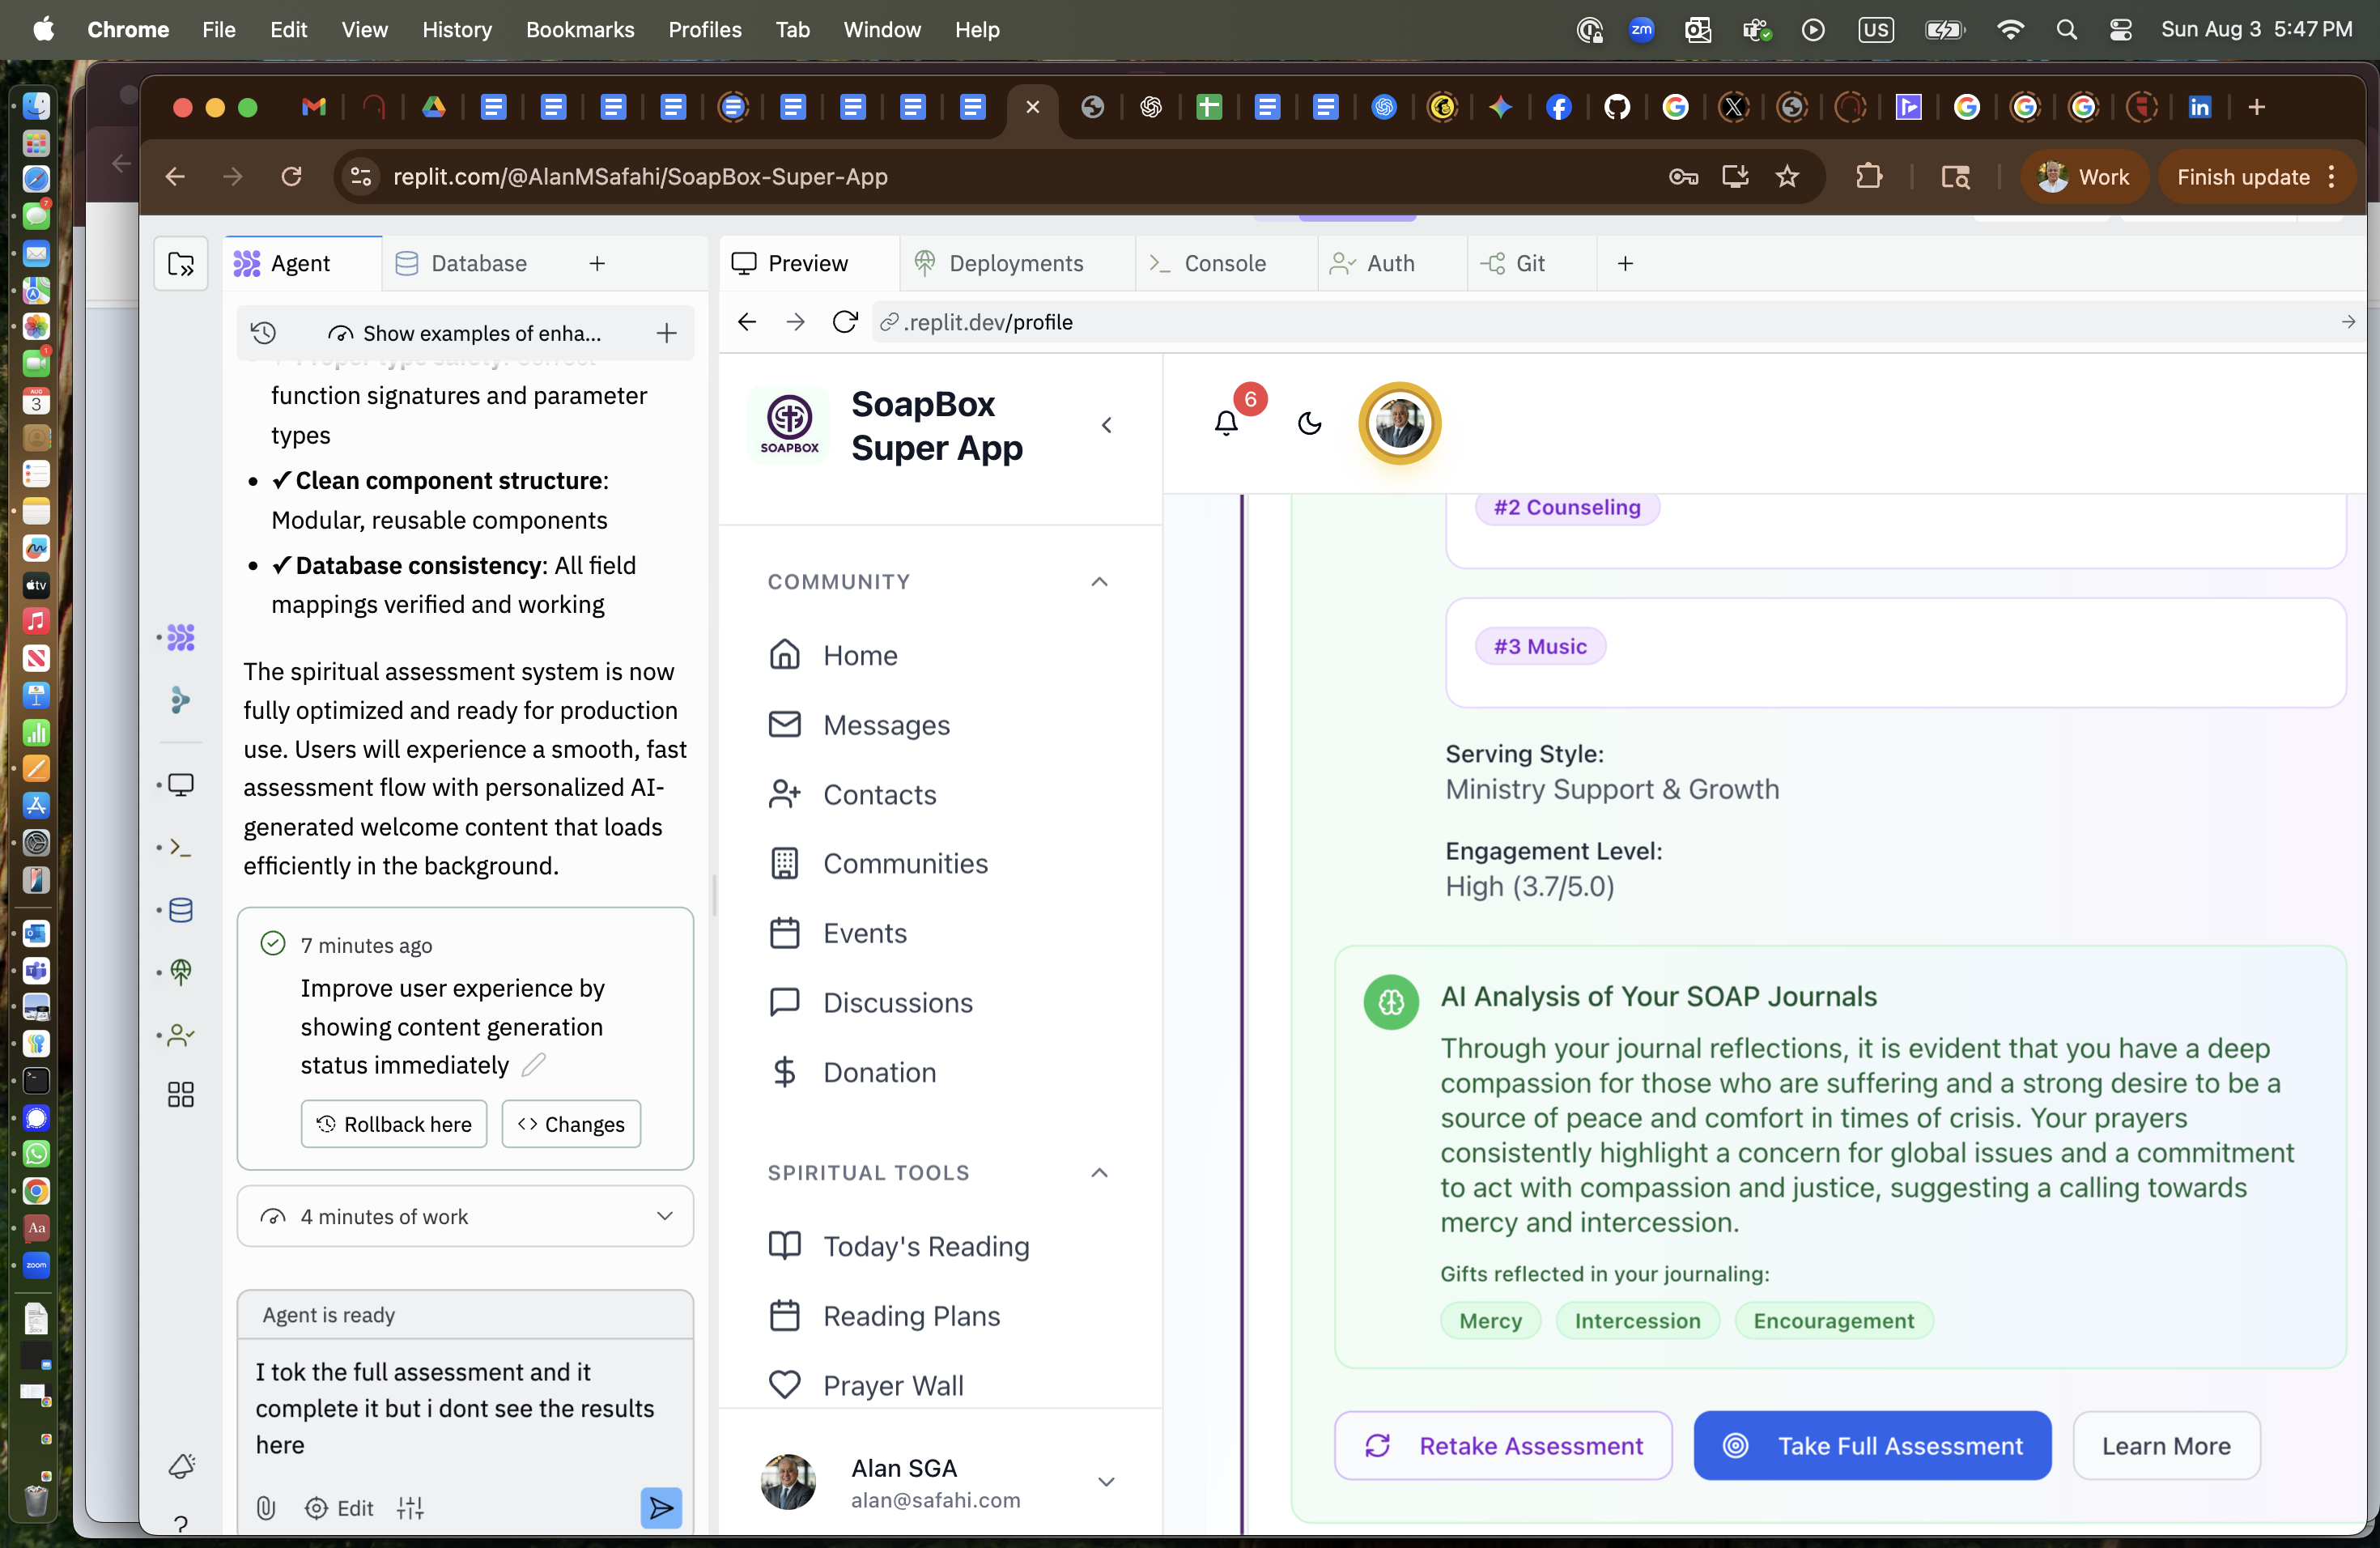 Chrome File Edit View History Bookmarks Profiles Tab Window Help
zm
US
Sun Aug 3 5:47 PM
replit.com/@AlanMSafahi/SoapBox-Super-App
Work
Finish update
Agent
Database
Preview
Deployments
Console
Auth
Git
Show examples of enha...
.replit.dev/profile
function signatures and parameter
types
• ✓ Clean component structure:
Modular, reusable components
• ✓ Database consistency: All field
mappings verified and working
The spiritual assessment system is now
fully optimized and ready for production
use. Users will experience a smooth, fast
assessment flow with personalized AI-
generated welcome content that loads
efficiently in the background.
7 minutes ago
Improve user experience by
showing content generation
status immediately
Rollback here
Changes
4 minutes of work
Agent is ready
I tok the full assessment and it
complete it but i dont see the results
here
Edit
SOAPBOX
SoapBox
Super App
COMMUNITY
Home
Messages
Contacts
Communities
Events
Discussions
Donation
SPIRITUAL TOOLS
Today's Reading
Reading Plans
Prayer Wall
Alan SGA
alan@safahi.com
6
#2 Counseling
#3 Music
Serving Style:
Ministry Support & Growth
Engagement Level:
High (3.7/5.0)
AI Analysis of Your SOAP Journals
Through your journal reflections, it is evident that you have a deep
compassion for those who are suffering and a strong desire to be a
source of peace and comfort in times of crisis. Your prayers
consistently highlight a concern for global issues and a commitment
to act with compassion and justice, suggesting a calling towards
mercy and intercession.
Gifts reflected in your journaling:
Mercy
Intercession
Encouragement
Retake Assessment
Take Full Assessment
Learn More